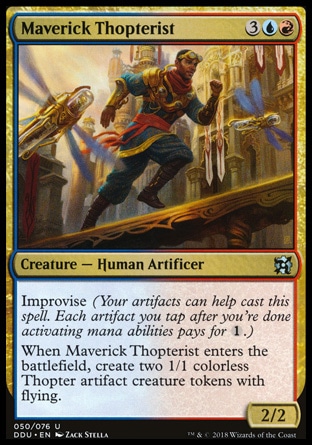 Maverick Thopterist 3
Creature — Human Artificer
Improvise (Your artifacts can help cast this
spell. Each artifact you tap after you're done
activating mana abilities pays for 1.)
When Maverick Thopterist enters the
battlefield, create two 1/1 colorless
Thopter artifact creature tokens with
flying.
2/2
050/076 U
DDU • EN Zack Stella
™ & © 2018 Wizards of the Coast